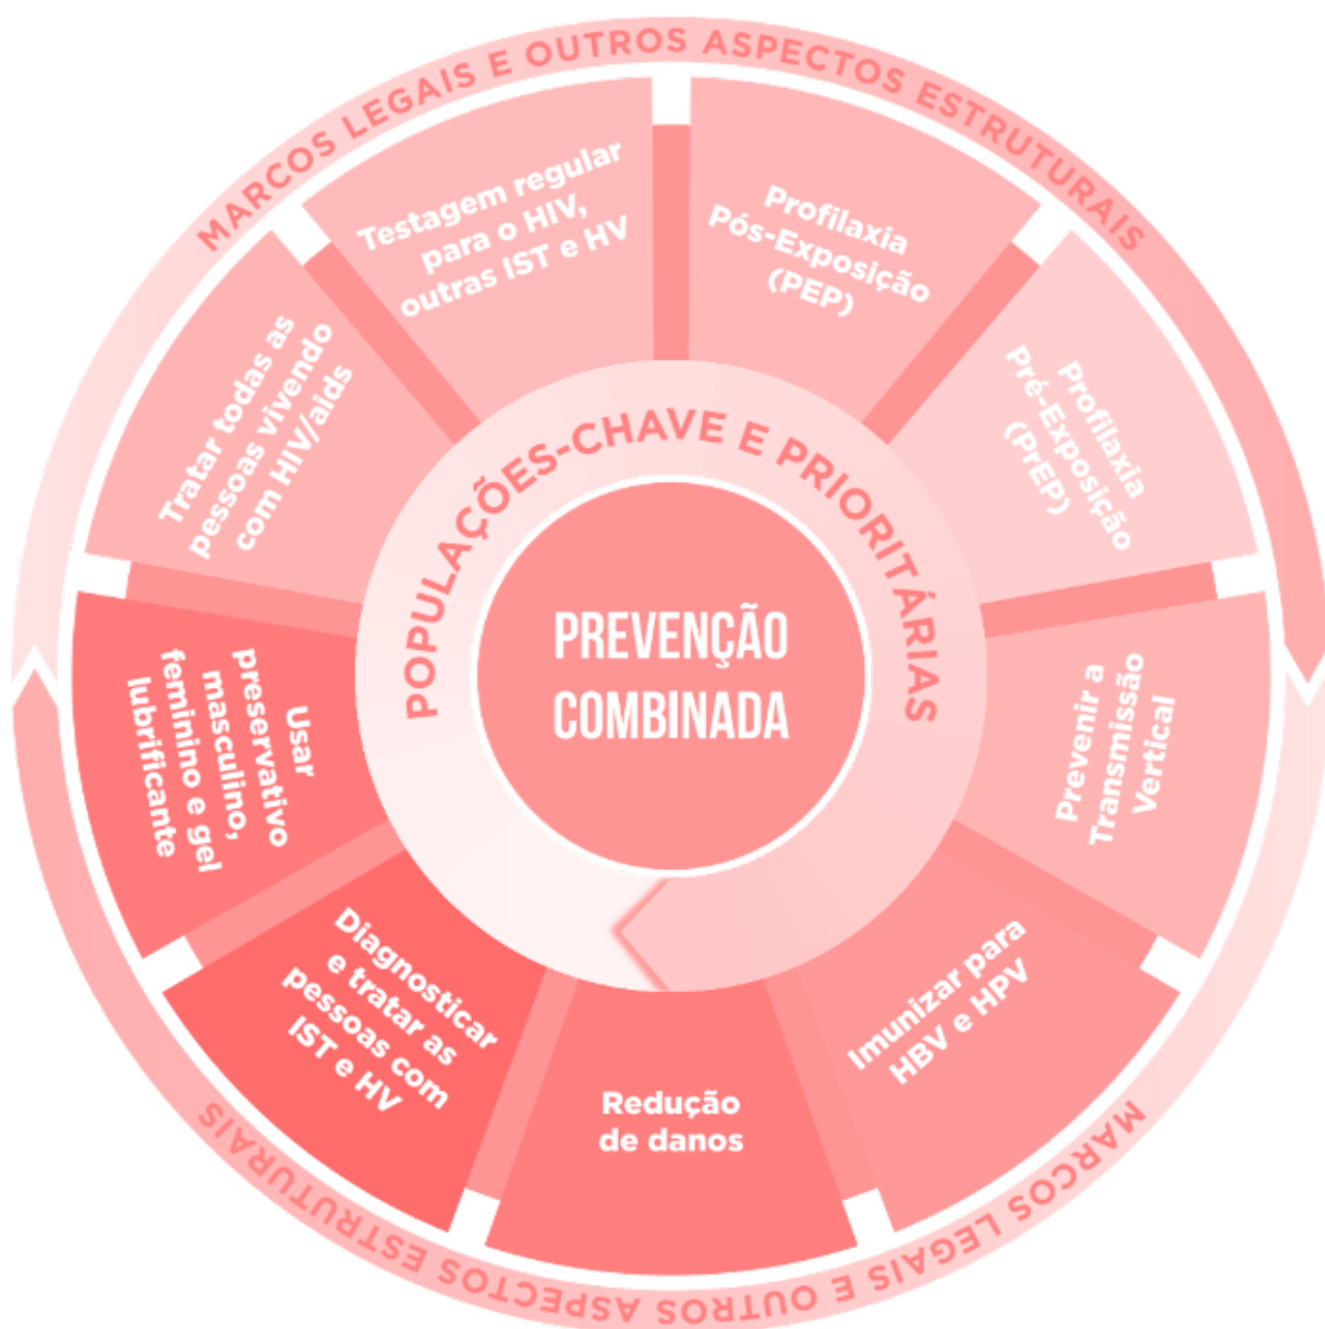 MARCOS LEGAIS E OUTROS ASPECTOS ESTRUTURAIS
Testagem regular
para o HIV,
outras IST e HV
Profilaxia
Pós-Exposição
(PEP)
Profilaxia
Pré-Exposição
(PrEP)
Prevenir a
Transmissão
Vertical
Imunizar para
HBV e HPV
Redução
de danos
Diagnosticar
e tratar as
pessoas com
IST e HV
Usar
preservativo
masculino,
feminino e gel
lubrificante
Tratar todas as
pessoas vivendo
com HIV/aids
POPULAÇÕES-CHAVE E PRIORITÁRIAS
PREVENÇÃO
COMBINADA
MARCOS LEGAIS E OUTROS ASPECTOS ESTRUTURAIS